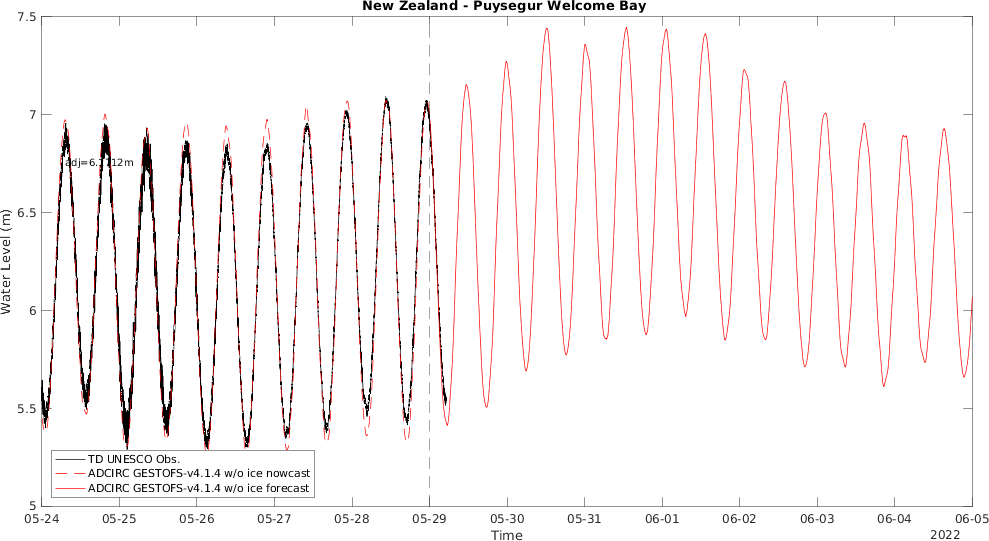 New Zealand - Puysegur Welcome Bay
7.5
7
6.5
6
5.5
5
Water Level (m)
TD UNESCO Obs.
ADCIRC GESTOFS-v4.1.4 w/o ice nowcast
ADCIRC GESTOFS-v4.1.4 w/o ice forecast
05-24 05-25 05-26 05-27 05-28 05-29 05-30 05-31 06-01 06-02 06-03 06-04 06-05
Time
2022